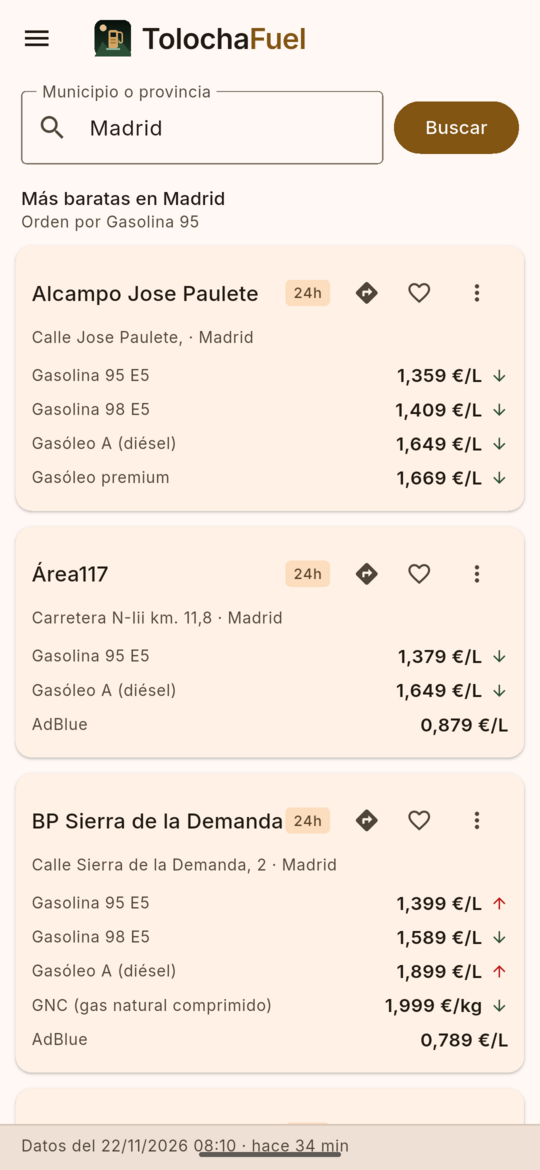 TolochaFuel
Municipio o provincia
Madrid
Buscar
Más baratas en Madrid
Orden por Gasolina 95
Alcampo Jose Paulete 24h
Calle Jose Paulete, · Madrid
Gasolina 95 E5 1,359 €/L ↓
Gasolina 98 E5 1,409 €/L ↓
Gasóleo A (diésel) 1,649 €/L ↓
Gasóleo premium 1,669 €/L ↓
Área117 24h
Carretera N-Iii km. 11,8 · Madrid
Gasolina 95 E5 1,379 €/L ↓
Gasóleo A (diésel) 1,649 €/L ↓
AdBlue 0,879 €/L
BP Sierra de la Demanda 24h
Calle Sierra de la Demanda, 2 · Madrid
Gasolina 95 E5 1,399 €/L ↑
Gasolina 98 E5 1,589 €/L ↓
Gasóleo A (diésel) 1,899 €/L ↑
GNC (gas natural comprimido) 1,999 €/kg ↓
AdBlue 0,789 €/L
Datos del 22/11/2026 08:10 · hace 34 min